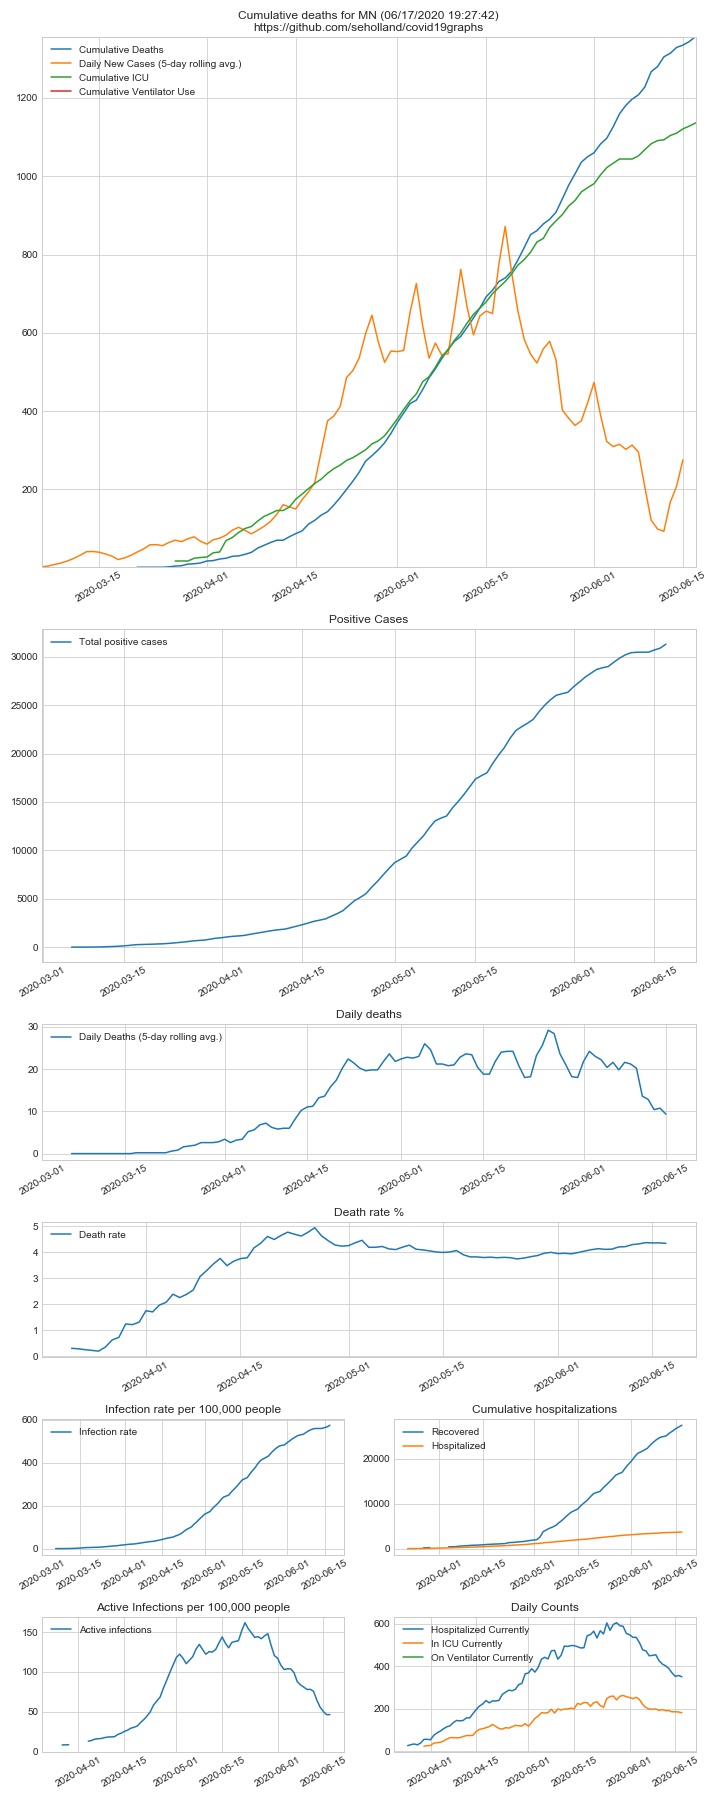 Cumulative deaths for MN (06/17/2020 19:27:42)
https://github.com/seholland/covid19graphs
Cumulative Deaths
Daily New Cases (5-day rolling avg.)
Cumulative ICU
Cumulative Ventilator Use
1200
1000
800
600
400
200
2020-03-15 2020-04-01 2020-04-15 2020-05-01 2020-05-15 2020-06-01 2020-06-15
Positive Cases
Total positive cases
30000
25000
20000
15000
10000
5000
0
2020-03-01 2020-03-15 2020-04-01 2020-04-15 2020-05-01 2020-05-15 2020-06-01 2020-06-15
Daily deaths
Daily Deaths (5-day rolling avg.)
30
20
10
0
2020-03-01 2020-03-15 2020-04-01 2020-04-15 2020-05-01 2020-05-15 2020-06-01 2020-06-15
Death rate %
Death rate
5
4
3
2
1
0
2020-04-01 2020-04-15 2020-05-01 2020-05-15 2020-06-01 2020-06-15
Infection rate per 100,000 people
Infection rate
600
400
200
0
2020-03-01 2020-03-15 2020-04-01 2020-04-15 2020-05-01 2020-05-15 2020-06-01 2020-06-15
Cumulative hospitalizations
Recovered
Hospitalized
20000
10000
0
2020-04-01 2020-04-15 2020-05-01 2020-05-15 2020-06-01 2020-06-15
Active Infections per 100,000 people
Active infections
150
100
50
0
2020-04-01 2020-04-15 2020-05-01 2020-05-15 2020-06-01 2020-06-15
Daily Counts
Hospitalized Currently
In ICU Currently
On Ventilator Currently
600
400
200
0
2020-04-01 2020-04-15 2020-05-01 2020-05-15 2020-06-01 2020-06-15